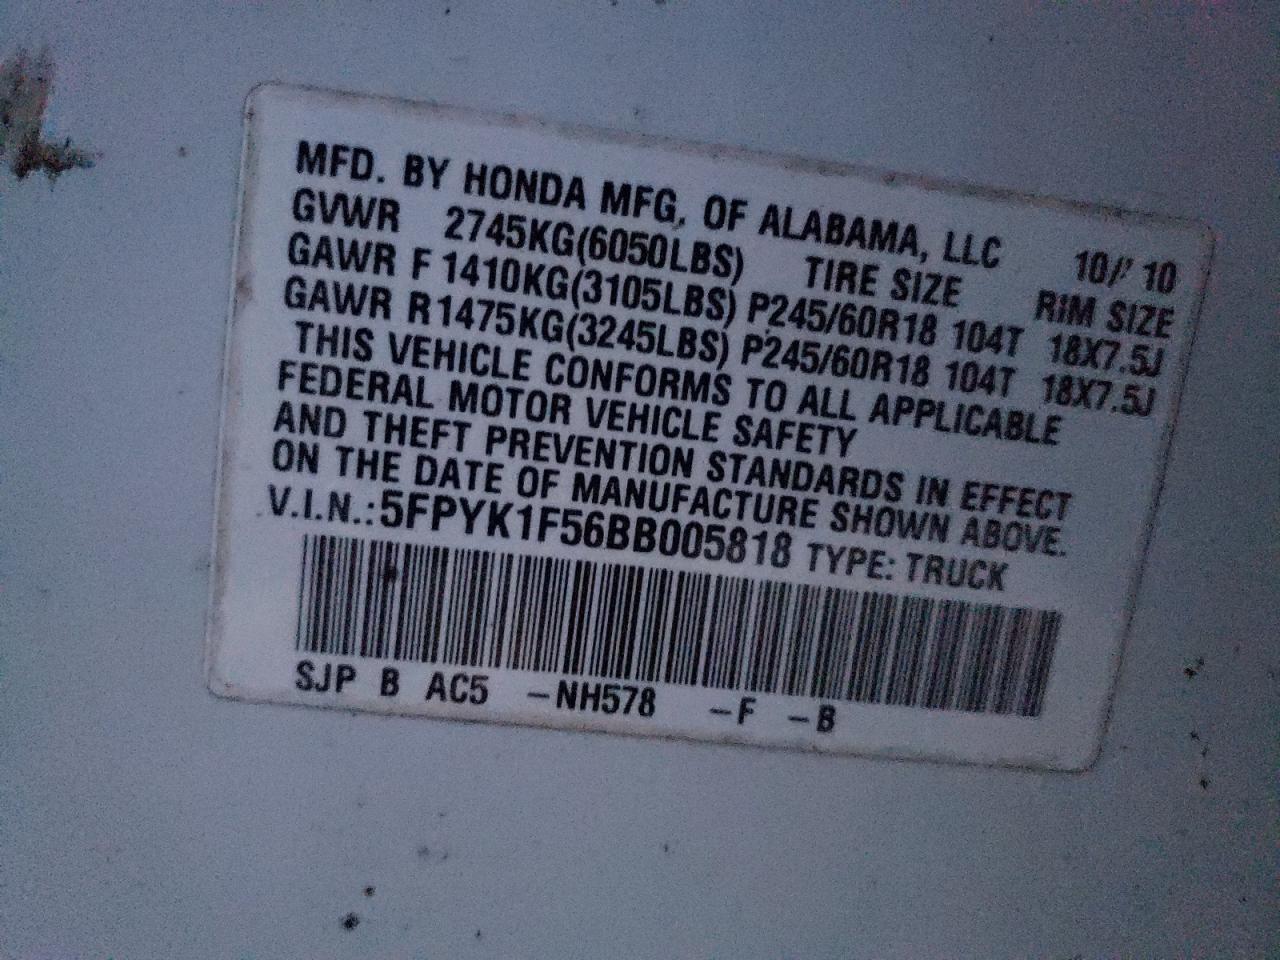 MFD. BY HONDA MFG. OF ALABAMA, LLC 10/ 10
GVWR 2745KG(6050LBS) TIRE SIZE RIM SIZE
GAWR F 1410KG(3105LBS) P245/60R18 104T 18X7.5J
GAWR R1475KG(3245LBS) P245/60R18 104T 18X7.5J
THIS VEHICLE CONFORMS TO ALL APPLICABLE
FEDERAL MOTOR VEHICLE SAFETY
AND THEFT PREVENTION STANDARDS IN EFFECT
ON THE DATE OF MANUFACTURE SHOWN ABOVE.
V.I.N.:5FPYK1F56BB005818 TYPE: TRUCK
SJP B AC5 -NH578 -F -B